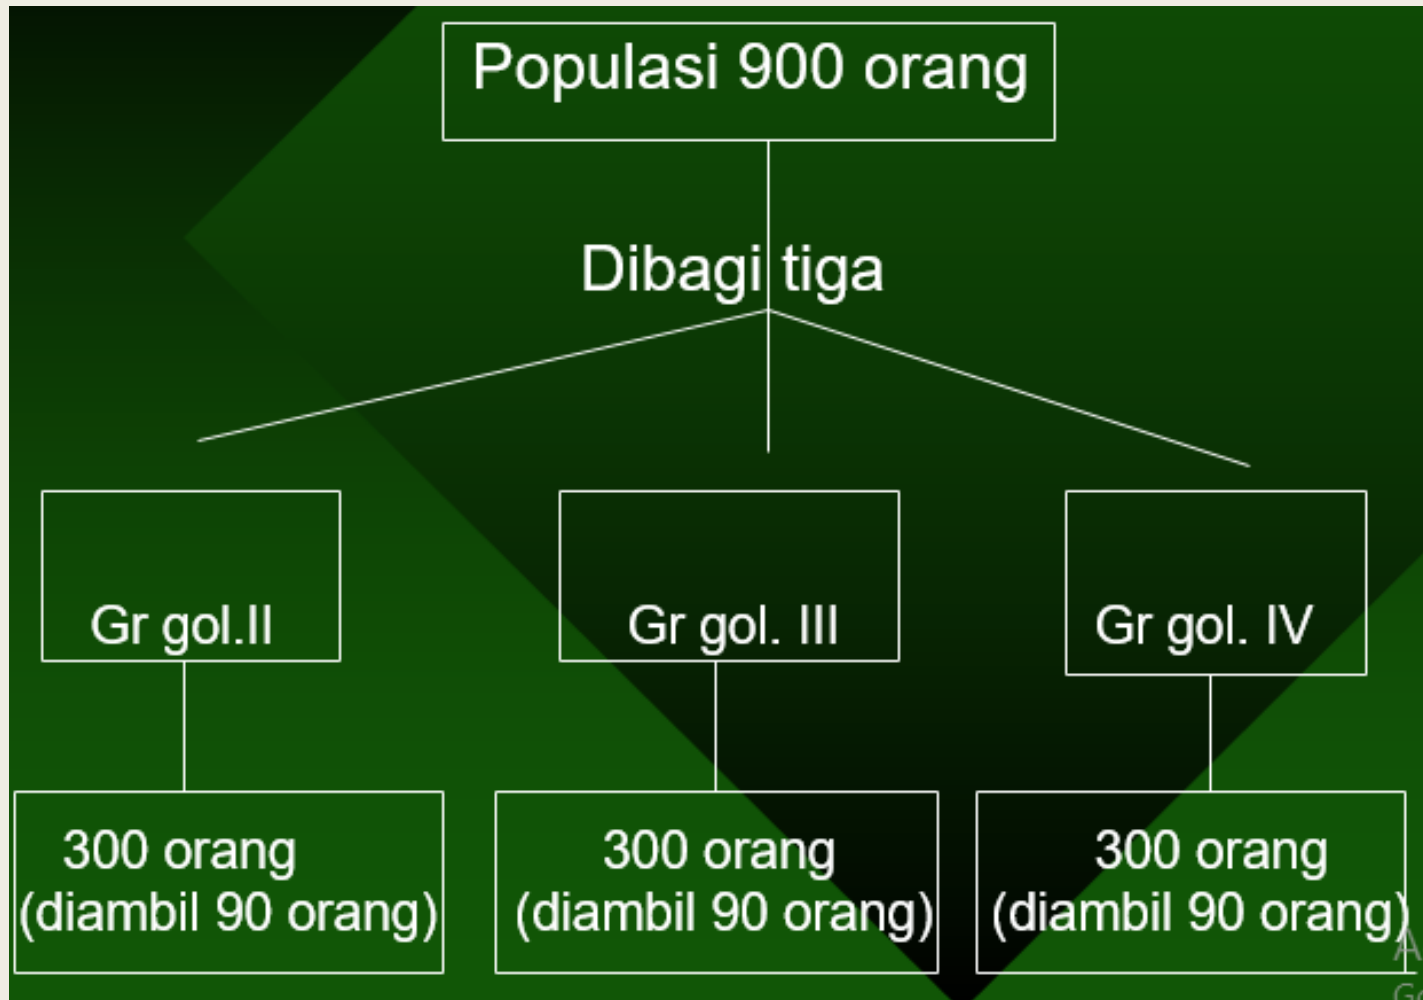 Populasi 900 orang
Dibagi tiga
Gr gol.II
Gr gol. III
Gr gol. IV
300 orang
(diambil 90 orang)
300 orang
(diambil 90 orang)
300 orang
(diambil 90 orang)